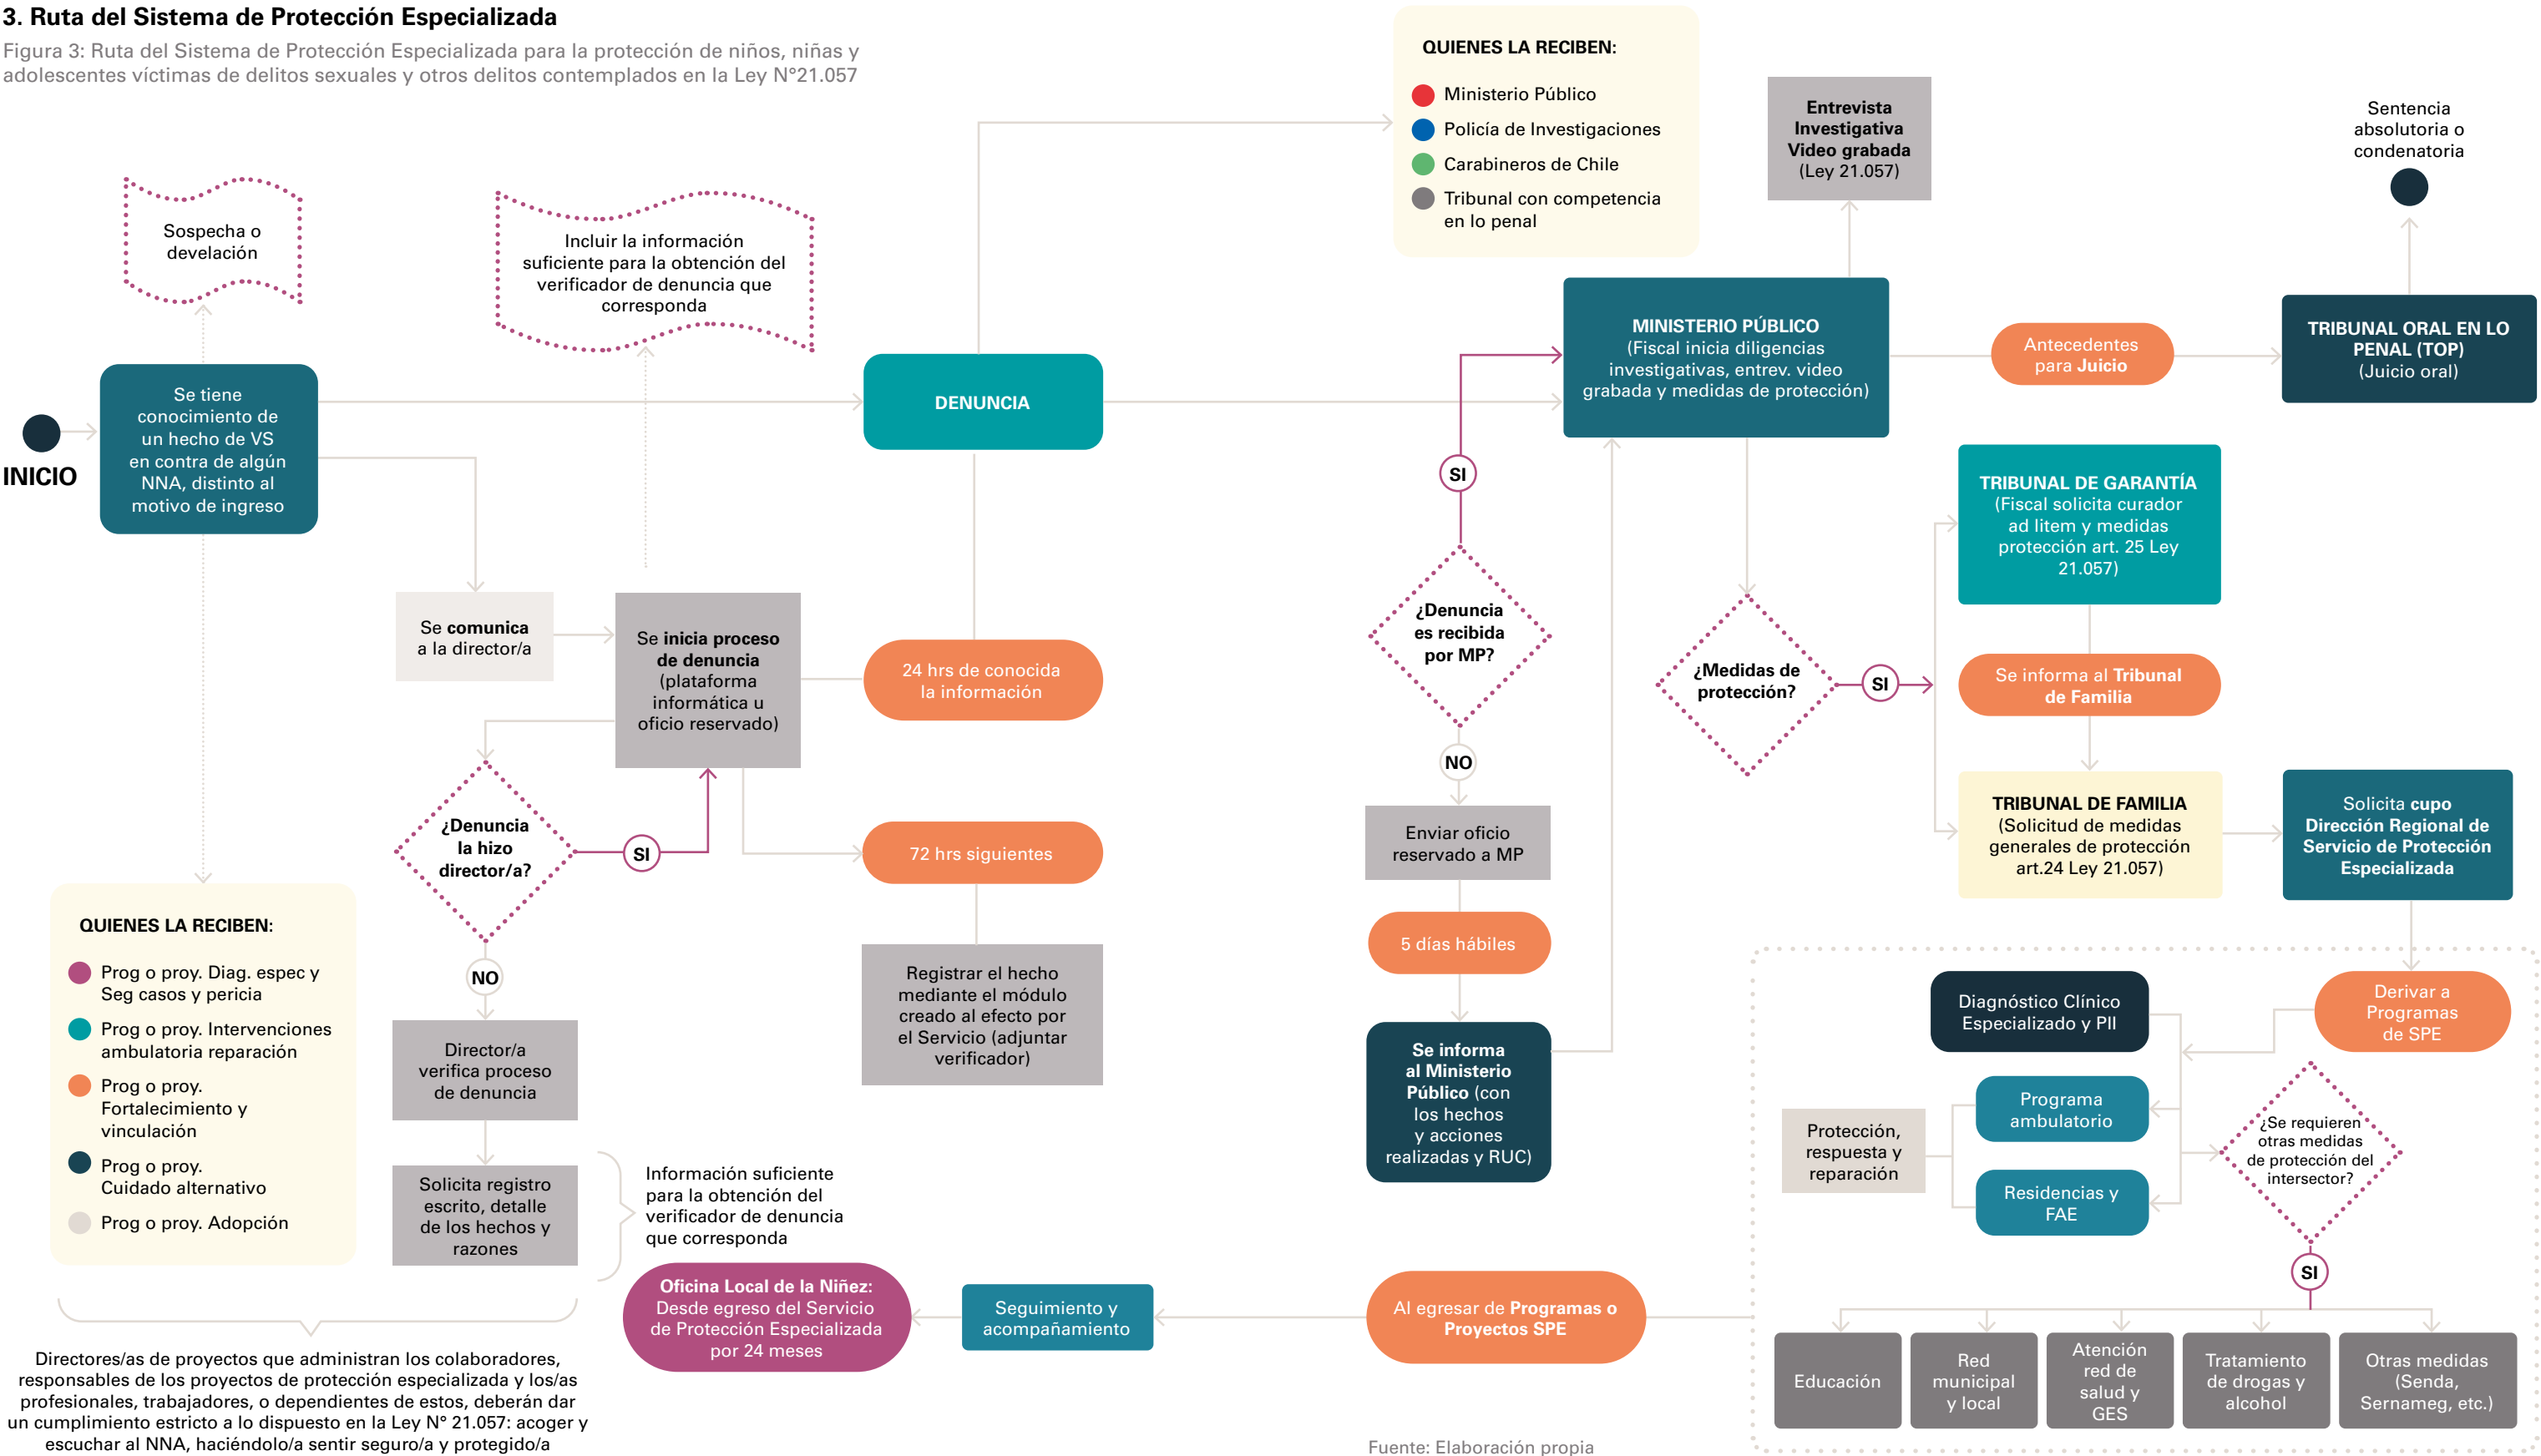 3. Ruta del Sistema de Protección Especializada
Figura 3: Ruta del Sistema de Protección Especializada para la protección de niños, niñas y
adolescentes víctimas de delitos sexuales y otros delitos contemplados en la Ley N°21.057
INICIO
Se tiene
conocimiento de
un hecho de VS
en contra de algún
NNA, distinto al
motivo de ingreso
Sospecha o
develación
QUIENES LA RECIBEN:
Prog o proy. Diag. espec y
Seg casos y pericia
Prog o proy. Intervenciones
ambulatoria reparación
Prog o proy.
Fortalecimiento y
vinculación
Prog o proy.
Cuidado alternativo
Prog o proy. Adopción
Directores/as de proyectos que administran los colaboradores,
responsables de los proyectos de protección especializada y los/as
profesionales, trabajadores, o dependientes de estos, deberán dar
un cumplimiento estricto a lo dispuesto en la Ley N° 21.057: acoger y
escuchar al NNA, haciéndolo/a sentir seguro/a y protegido/a
Incluir la información
suficiente para la obtención del
verificador de denuncia que
corresponda
Se comunica
a la director/a
Se inicia proceso
de denuncia
(plataforma
informática u
oficio reservado)
¿Denuncia
la hizo
director/a?
SI
NO
Director/a
verifica proceso
de denuncia
Solicita registro
escrito, detalle
de los hechos y
razones
Información suficiente
para la obtención del
verificador de denuncia
que corresponda
DENUNCIA
24 hrs de conocida
la información
72 hrs siguientes
Registrar el hecho
mediante el módulo
creado al efecto por
el Servicio (adjuntar
verificador)
QUIENES LA RECIBEN:
Ministerio Público
Policía de Investigaciones
Carabineros de Chile
Tribunal con competencia
en lo penal
SI
¿Denuncia
es recibida
por MP?
NO
Enviar oficio
reservado a MP
5 días hábiles
Se informa
al Ministerio
Público (con
los hechos
y acciones
realizadas y RUC)
Entrevista
Investigativa
Video grabada
(Ley 21.057)
MINISTERIO PÚBLICO
(Fiscal inicia diligencias
investigativas, entrev. video
grabada y medidas de protección)
Antecedentes
para Juicio
TRIBUNAL ORAL EN LO
PENAL (TOP)
(Juicio oral)
Sentencia
absolutoria o
condenatoria
¿Medidas de
protección?
SI
TRIBUNAL DE GARANTÍA
(Fiscal solicita curador
ad litem y medidas
protección art. 25 Ley
21.057)
Se informa al Tribunal
de Familia
TRIBUNAL DE FAMILIA
(Solicitud de medidas
generales de protección
art.24 Ley 21.057)
Solicita cupo
Dirección Regional de
Servicio de Protección
Especializada
Derivar a
Programas
de SPE
Diagnóstico Clínico
Especializado y PII
Programa
ambulatorio
Residencias y
FAE
Protección,
respuesta y
reparación
¿Se requieren
otras medidas
de protección del
intersector?
SI
Educación
Red
municipal
y local
Atención
red de
salud y
GES
Tratamiento
de drogas y
alcohol
Otras medidas
(Senda,
Sernameg, etc.)
Al egresar de Programas o
Proyectos SPE
Seguimiento y
acompañamiento
Oficina Local de la Niñez:
Desde egreso del Servicio
de Protección Especializada
por 24 meses
Fuente: Elaboración propia